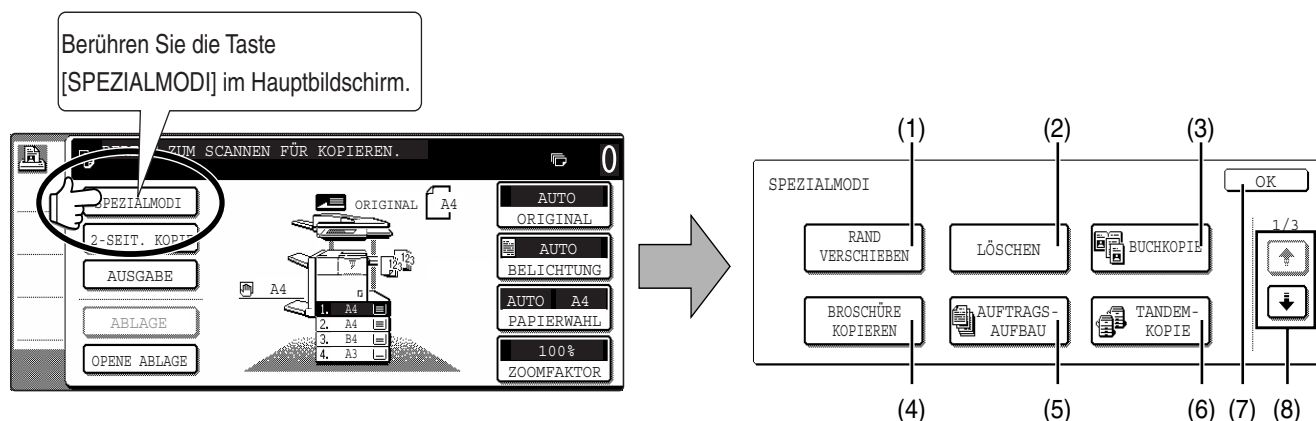 Berühren Sie die Taste
[SPEZIALMODI] im Hauptbildschirm.
ZUM SCANNEN FÜR KOPIEREN.
0
SPEZIALMODI
2-SEIT. KOPIE
AUSGABE
ABLAGE
OPENE ABLAGE
ORIGINAL
A4
A4
123
123
1. A4
2. A4
3. B4
4. A3
AUTO
ORIGINAL
AUTO
BELICHTUNG
AUTO A4
PAPIERWAHL
100%
ZOOMFAKTOR
(1)
(2)
(3)
SPEZIALMODI
OK
1/3
RAND
VERSCHIEBEN
LÖSCHEN
BUCHKOPIE
BROSCHÜRE
KOPIEREN
AUFTRAGS-
AUFBAU
TANDEM-
KOPIE
(4)
(5)
(6)
(7)
(8)